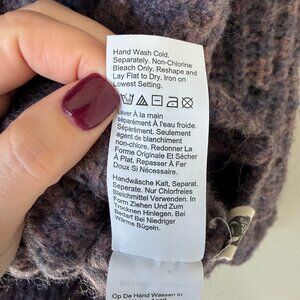 Hand Wash Cold,
Separately. Non-Chlorine
Bleach Only. Reshape and
Lay Flat to Dry. Iron on
Lowest Setting.
Laver À la main
séparément À l'eau froide.
Séparément. Seulement
agent de blanchiment
non-chlore. Redonner La
Forme Originale Et Sécher
À Plat. Repasser À Fer
Doux Si Nécessaire.
Handwäsche Kalt, Separat.
Seperate. Nur Chlorfreies
Bleichmittel Verwenden. In
Form Ziehen Und Zum
Trocknen Hinlegen. Bei
Bedarf Bei Niedriger
Wärme Bügeln.
Op De Hand Wassen In